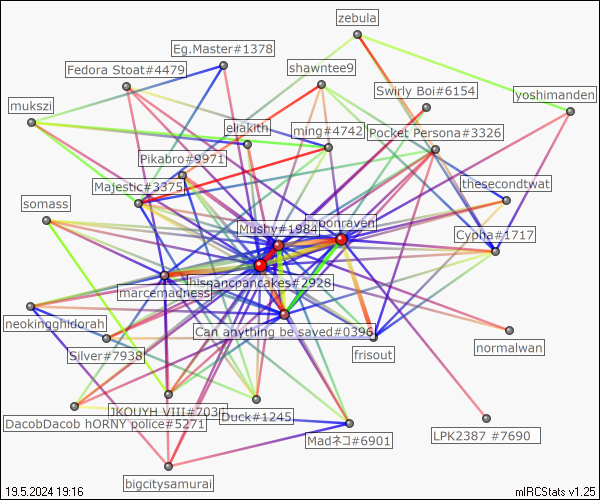 zebula
Eg.Master#1378
Fedora Stoat#4479
shawntee9
Swirly Boi#6154
yoshimanden
mukszi
eliakith
ming#4742
Pocket Persona#3326
Pikabro#9971
Majestic#3375
thesecondtwat
somass
Mushy#1984
onraven
Cypha#1717
hispancpancakes#2928
marcemadness
neokingghidorah
Can anything be saved#0396
Silver#7938
frisout
normalwan
JKOUYH VIII#703
DacobDacob hORNY police#5271
Duck#1245
Madネコ#6901
LPK2387 #7690
bigcitysamurai
19.5.2024 19:16
mIRCStats v1.25